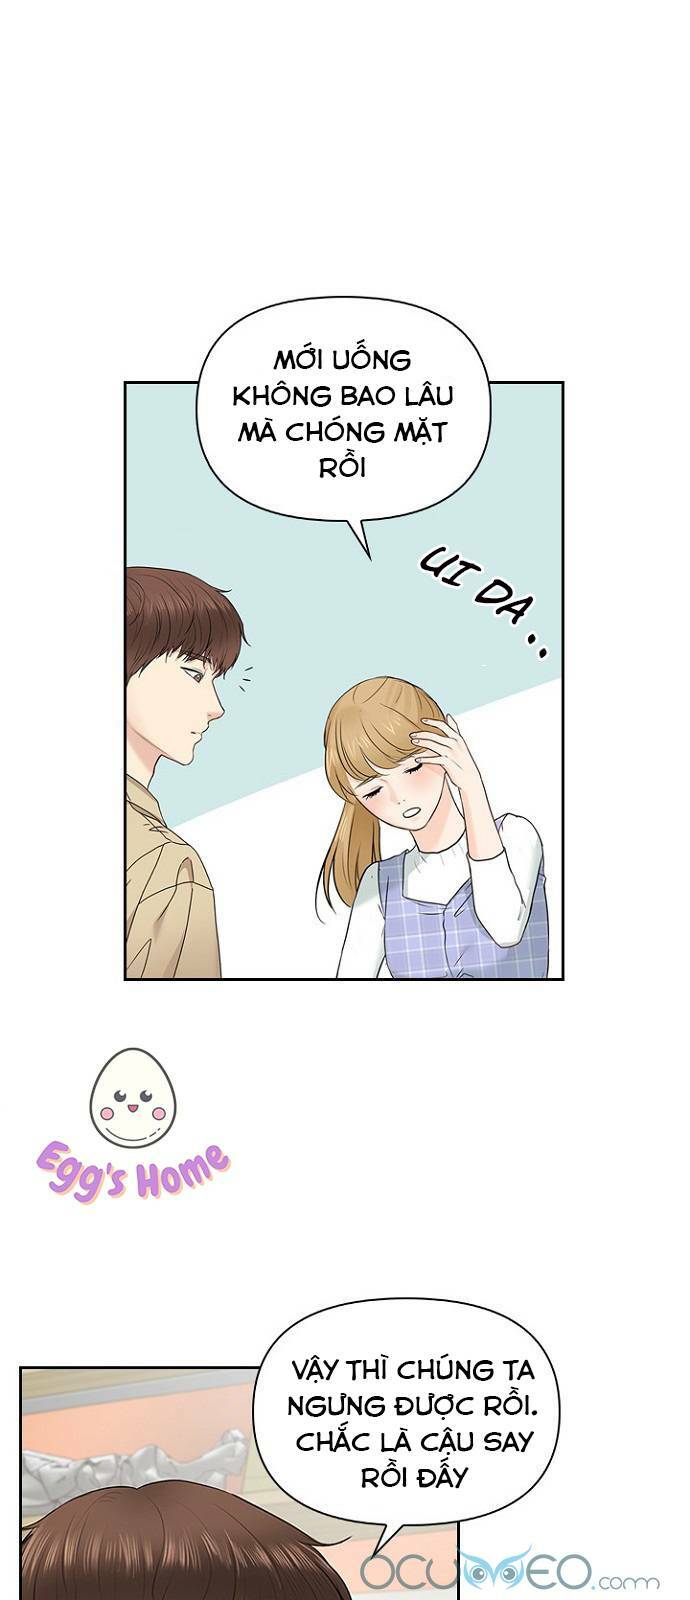 MỚI UỐNG
KHÔNG BAO LÂU
MÀ CHÓNG MẶT
RỒI
UI DA..
Egg's Home
VẬY THÌ CHÚNG TA
NGƯNG ĐƯỢC RỒI.
CHẮC LÀ CẬU SAY
RỒI ĐẤY
OCUMEO.com